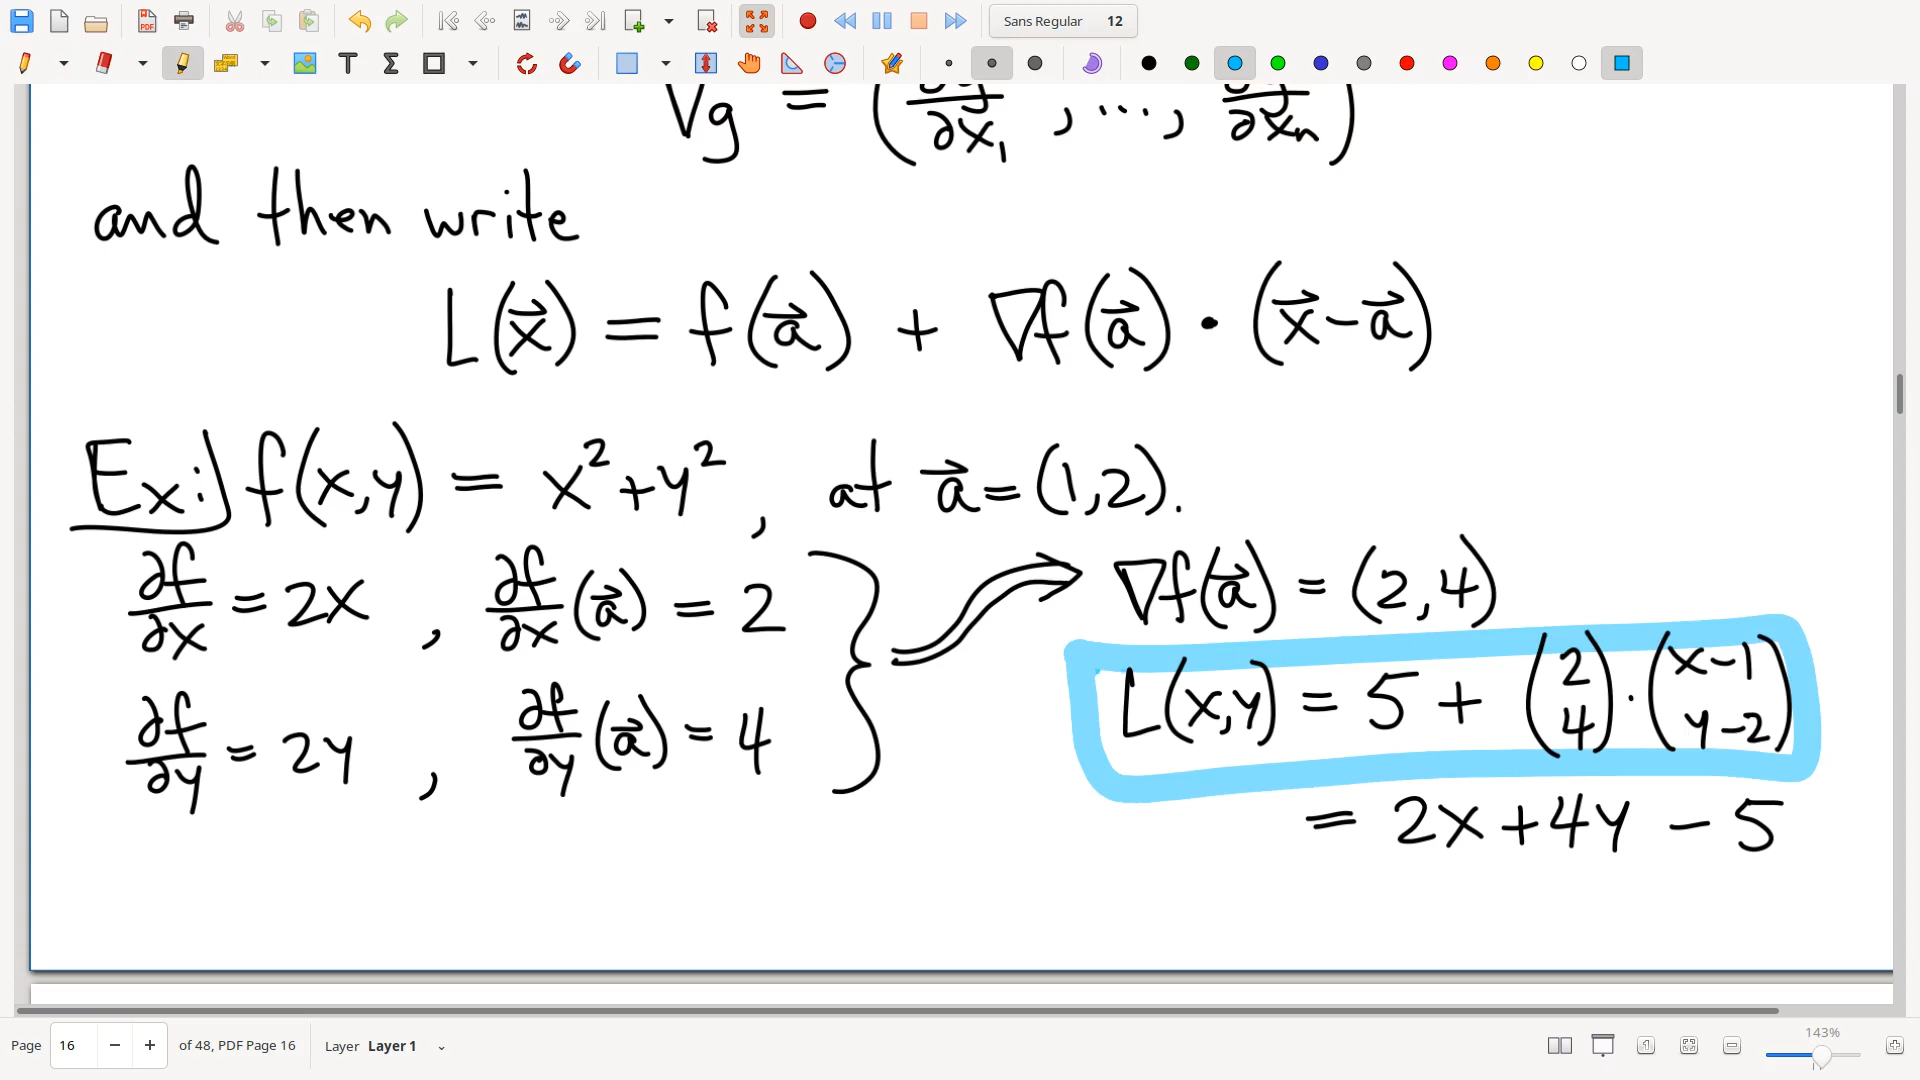 Sans Regular 12
∇g = (∂g/∂x₁, ..., ∂g/∂xₙ)
and then write
L(x⃗) = f(a⃗) + ∇f(a⃗) · (x⃗ − a⃗)
Ex: f(x,y) = x² + y², at a⃗ = (1,2).
∂f/∂x = 2x, ∂f/∂x (a⃗) = 2
∂f/∂y = 2y, ∂f/∂y (a⃗) = 4
∇f(a⃗) = (2,4)
L(x,y) = 5 + (2 4) · (x−1 y−2)
= 2x + 4y − 5
Page 16 − + of 48, PDF Page 16 Layer Layer 1 143%